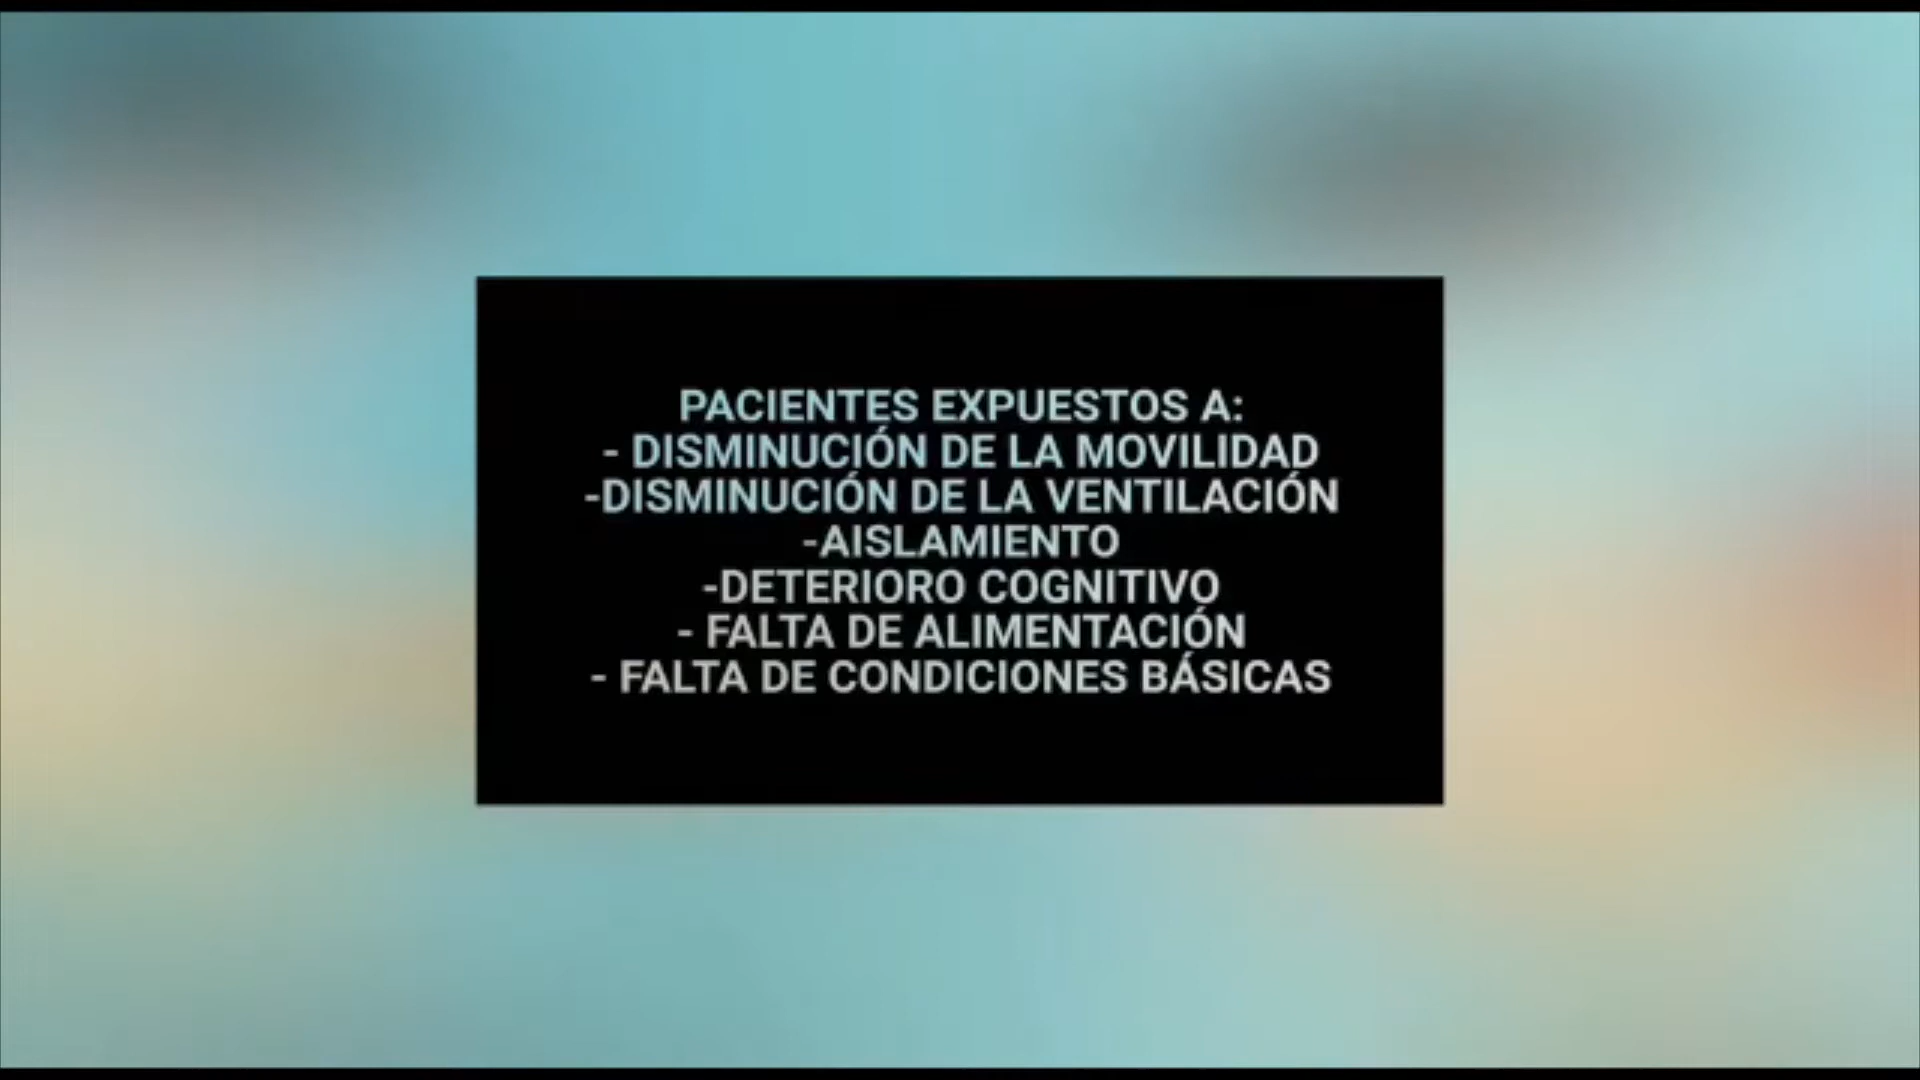 PACIENTES EXPUESTOS A:
- DISMINUCIÓN DE LA MOVILIDAD
-DISMINUCIÓN DE LA VENTILACIÓN
-AISLAMIENTO
-DETERIORO COGNITIVO
- FALTA DE ALIMENTACIÓN
- FALTA DE CONDICIONES BÁSICAS